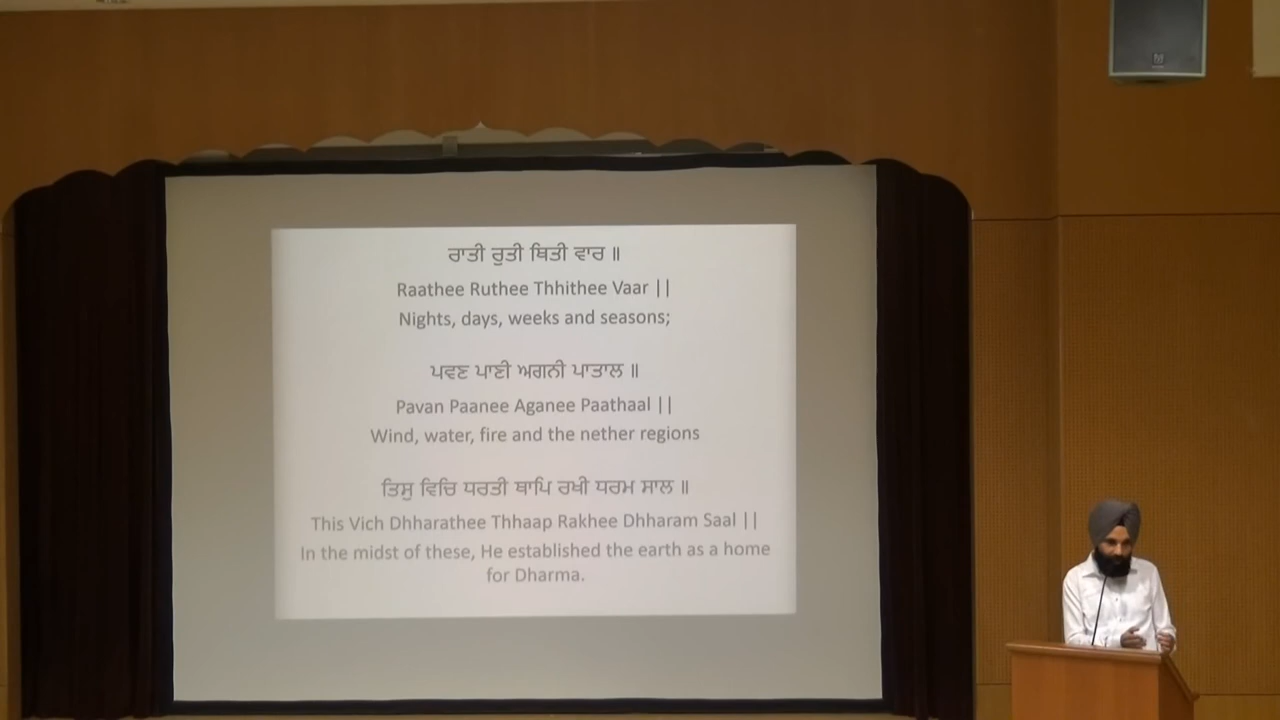 ਰਾਤੀ ਰੁਤੀ ਥਿਤੀ ਵਾਰ ॥
Raathee Ruthee Thhithee Vaar ||
Nights, days, weeks and seasons;
ਪਵਣ ਪਾਣੀ ਅਗਨੀ ਪਾਤਾਲ ॥
Pavan Paanee Aganee Paathaal ||
Wind, water, fire and the nether regions
ਤਿਸੁ ਵਿਚਿ ਧਰਤੀ ਥਾਪਿ ਰਖੀ ਧਰਮ ਸਾਲ ॥
This Vich Dhharathee Thhaap Rakhee Dhharam Saal ||
In the midst of these, He established the earth as a home
for Dharma.